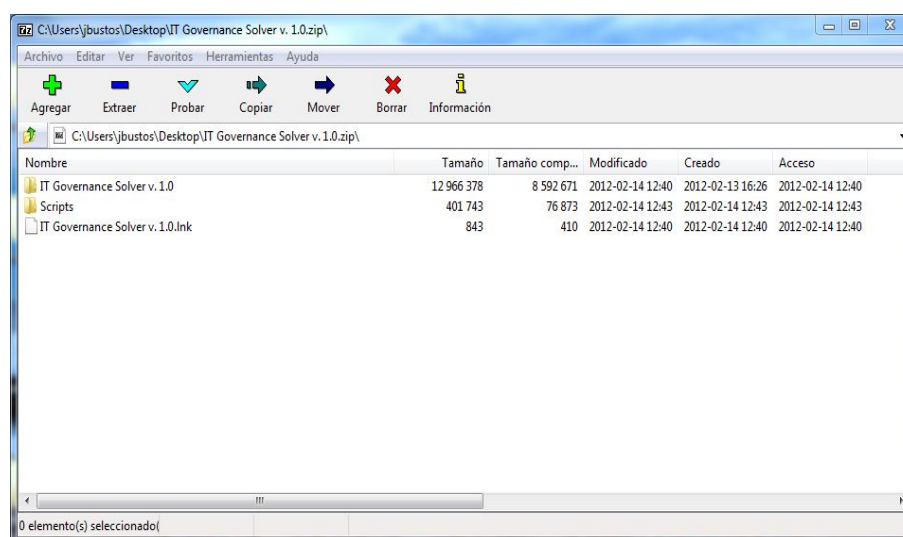 C:\Users\jbustos\Desktop\IT Governance Solver v. 1.0.zip\
Archivo Editar Ver Favoritos Herramientas Ayuda
Agregar Extraer Probar Copiar Mover Borrar Información
C:\Users\jbustos\Desktop\IT Governance Solver v. 1.0.zip\
Nombre Tamaño Tamaño comp... Modificado Creado Acceso
IT Governance Solver v. 1.0 12 966 378 8 592 671 2012-02-14 12:40 2012-02-13 16:26 2012-02-14 12:40
Scripts 401 743 76 873 2012-02-14 12:43 2012-02-14 12:43 2012-02-14 12:43
IT Governance Solver v. 1.0.lnk 843 410 2012-02-14 12:40 2012-02-14 12:40 2012-02-14 12:40
0 elemento(s) seleccionado(